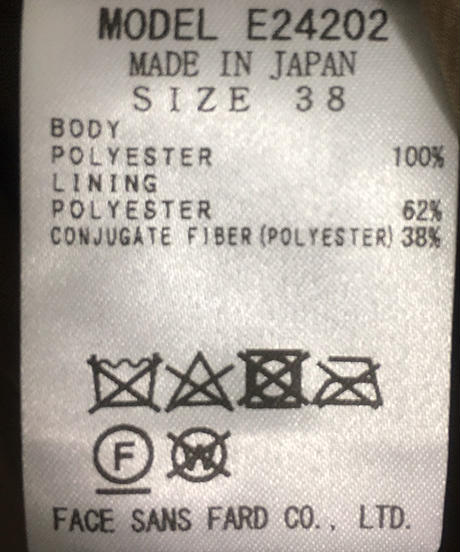 MODEL E24202
MADE IN JAPAN
SIZE 38
BODY
POLYESTER 100%
LINING
POLYESTER 62%
CONJUGATE FIBER (POLYESTER) 38%
F W
FACE SANS FARD CO., LTD.